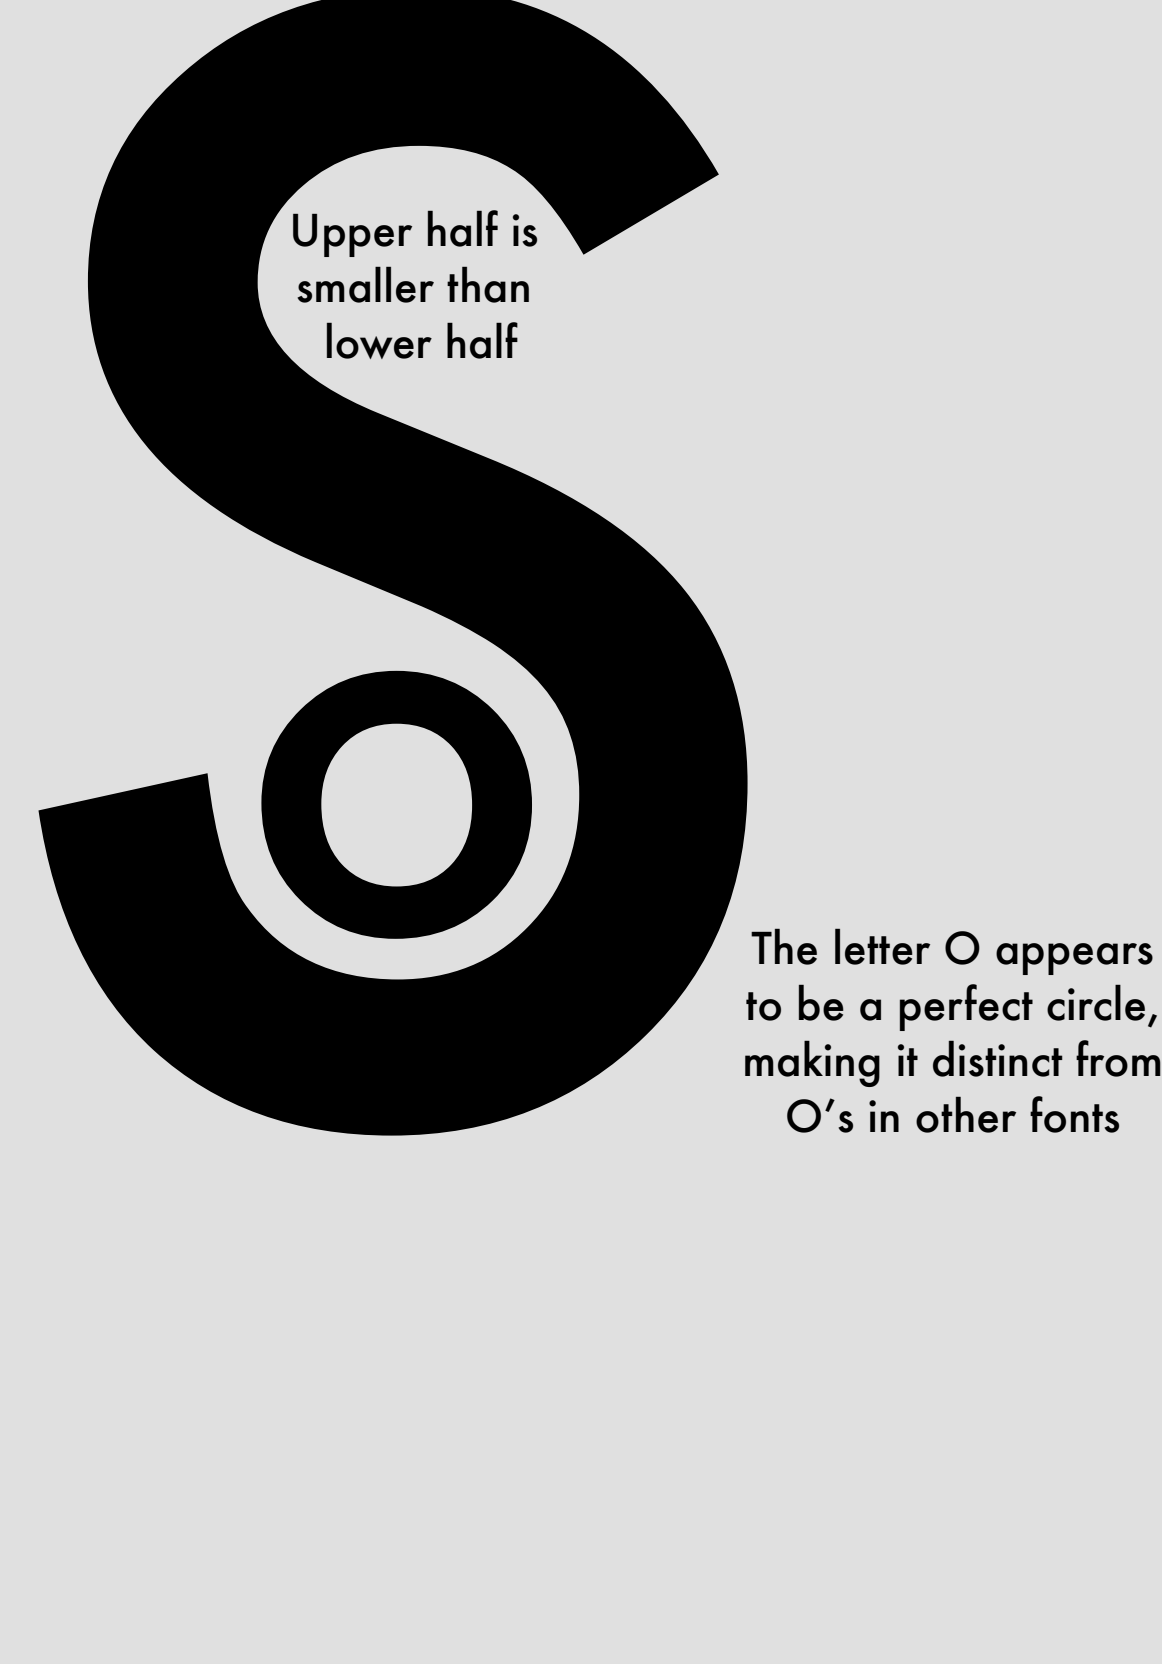 S
Upper half is
smaller than
lower half
o
The letter O appears
to be a perfect circle,
making it distinct from
O’s in other fonts